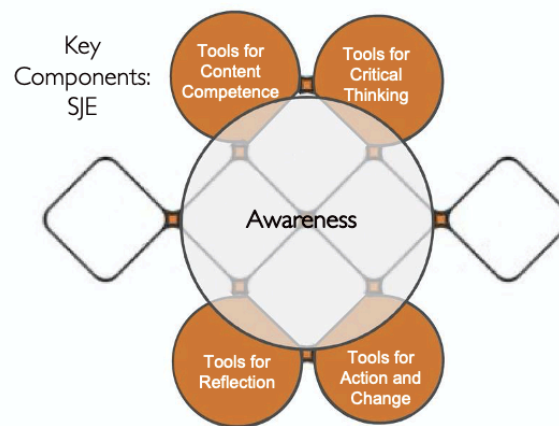 Key
Components:
SJE
Tools for
Content
Competence
Tools for
Critical
Thinking
Awareness
Tools for
Reflection
Tools for
Action and
Change